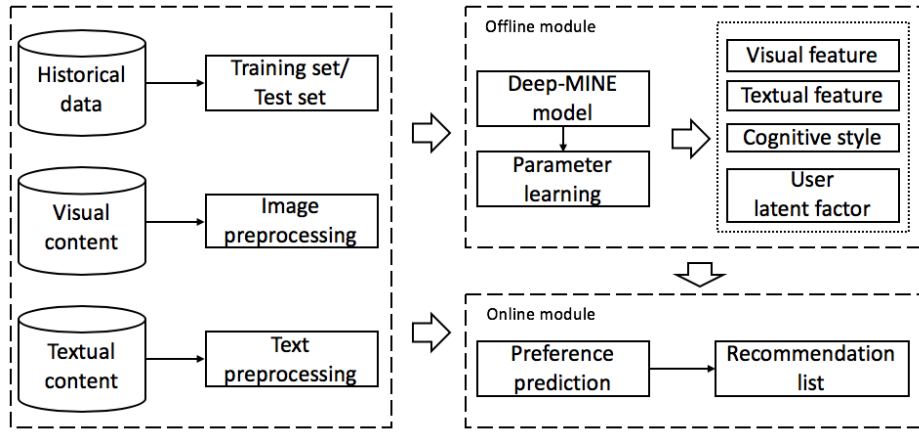 Historical
data
Training set/
Test set
Visual
content
Image
preprocessing
Textual
content
Text
preprocessing
Offline module
Deep-MINE
model
Parameter
learning
Visual feature
Textual feature
Cognitive style
User
latent factor
Online module
Preference
prediction
Recommendation
list